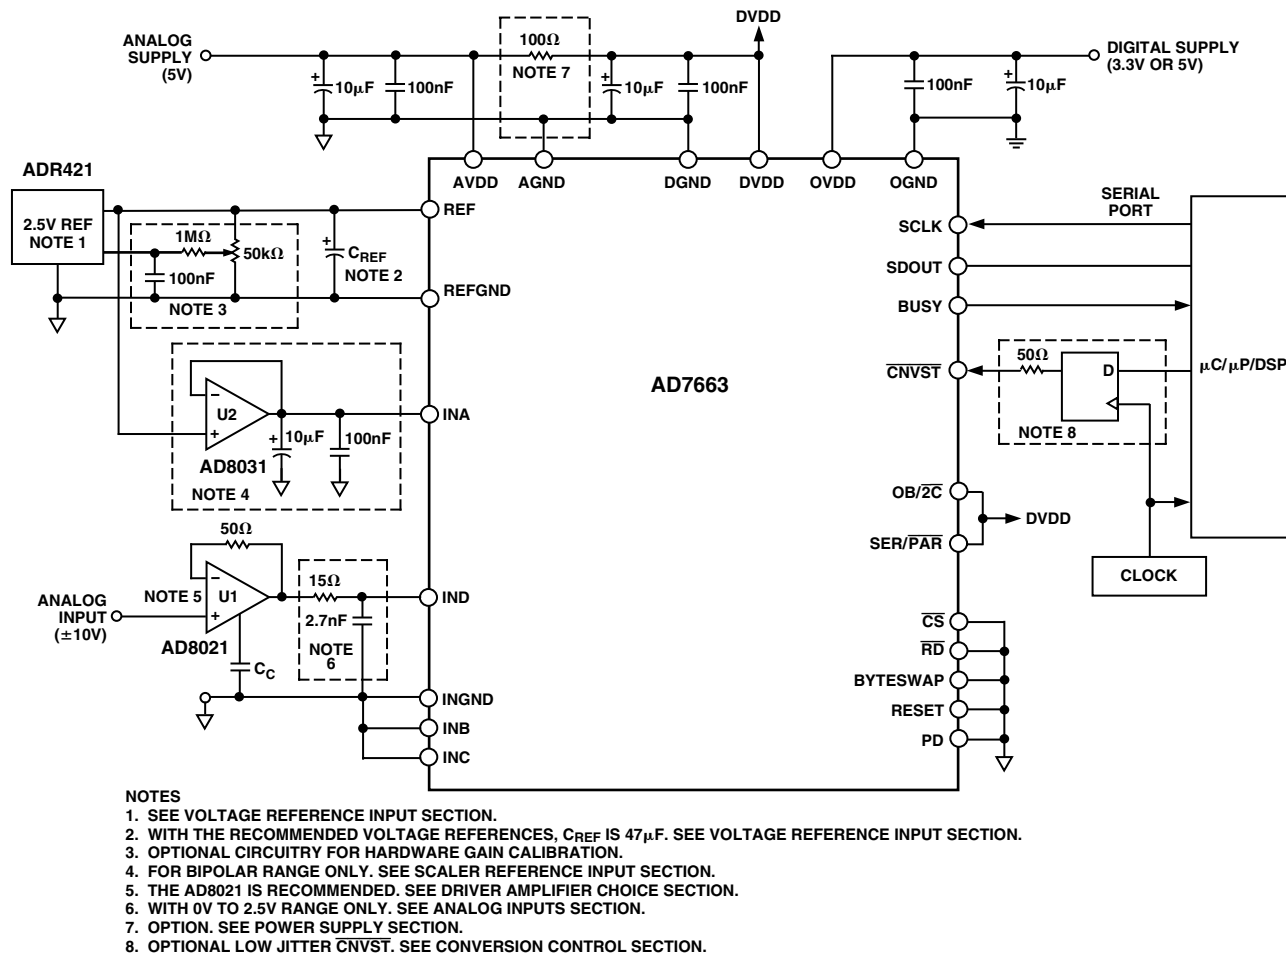 ANALOG
SUPPLY
(5V)
10µF
100nF
100Ω
NOTE 7
10µF
100nF
DVDD
DIGITAL SUPPLY
(3.3V OR 5V)
100nF
10µF
AVDD
AGND
DGND
DVDD
OVDD
OGND
ADR421
2.5V REF
NOTE 1
1MΩ
50kΩ
100nF
NOTE 3
CREF
NOTE 2
REF
REFGND
AD7663
SCLK
SERIAL
PORT
SDOUT
BUSY
CNVST
50Ω
D
NOTE 8
µC/µP/DSP
U2
AD8031
10µF
100nF
NOTE 4
INA
OB/2C
SER/PAR
DVDD
CLOCK
50Ω
ANALOG
INPUT
(±10V)
NOTE 5
U1
AD8021
CC
15Ω
2.7nF
NOTE
6
IND
INGND
INB
INC
CS
RD
BYTESWAP
RESET
PD
NOTES
1. SEE VOLTAGE REFERENCE INPUT SECTION.
2. WITH THE RECOMMENDED VOLTAGE REFERENCES, CREF IS 47µF. SEE VOLTAGE REFERENCE INPUT SECTION.
3. OPTIONAL CIRCUITRY FOR HARDWARE GAIN CALIBRATION.
4. FOR BIPOLAR RANGE ONLY. SEE SCALER REFERENCE INPUT SECTION.
5. THE AD8021 IS RECOMMENDED. SEE DRIVER AMPLIFIER CHOICE SECTION.
6. WITH 0V TO 2.5V RANGE ONLY. SEE ANALOG INPUTS SECTION.
7. OPTION. SEE POWER SUPPLY SECTION.
8. OPTIONAL LOW JITTER CNVST. SEE CONVERSION CONTROL SECTION.